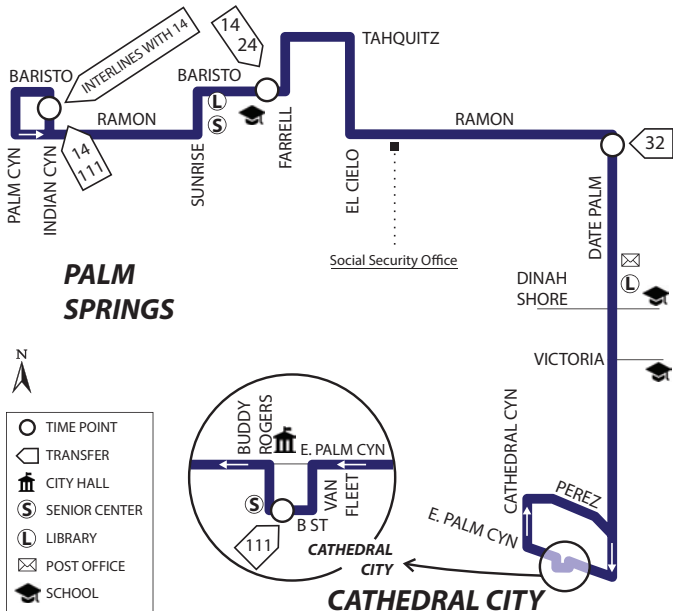 14
24
TAHQUITZ
INTERLINES WITH 14
BARISTO
BARISTO
L
S
RAMON
RAMON
PALM CYN
INDIAN CYN
14
111
SUNRISE
FARRELL
EL CIELO
32
DATE PALM
Social Security Office
PALM
SPRINGS
L
DINAH
SHORE
VICTORIA
N
TIME POINT
TRANSFER
CITY HALL
S SENIOR CENTER
L LIBRARY
POST OFFICE
SCHOOL
BUDDY
ROGERS
E. PALM CYN
VAN
FLEET
S
B ST
111
CATHEDRAL
CITY
CATHEDRAL CYN
PEREZ
E. PALM CYN
CATHEDRAL CITY